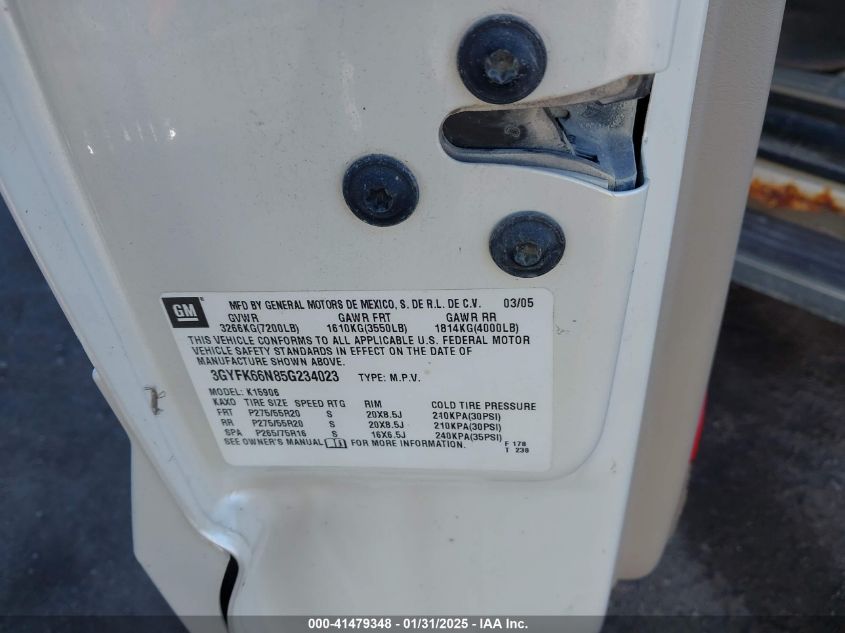 GM
MFD BY GENERAL MOTORS DE MEXICO, S. DE R.L. DE C.V. 03/05
GVWR GAWR FRT GAWR RR
3266KG(7200LB) 1610KG(3550LB) 1814KG(4000LB)
THIS VEHICLE CONFORMS TO ALL APPLICABLE U.S. FEDERAL MOTOR
VEHICLE SAFETY STANDARDS IN EFFECT ON THE DATE OF
MANUFACTURE SHOWN ABOVE.
3GYFK66N85G234023 TYPE: M.P.V.
MODEL: K15906
KAXO TIRE SIZE SPEED RTG RIM COLD TIRE PRESSURE
FRT P275/55R20 S 20X8.5J 210KPA(30PSI)
RR P275/55R20 S 20X8.5J 210KPA(30PSI)
SPA P265/75R16 S 16X6.5J 240KPA(35PSI)
SEE OWNER'S MANUAL FOR MORE INFORMATION.
F 178
T 238
000-41479348 - 01/31/2025 - IAA Inc.